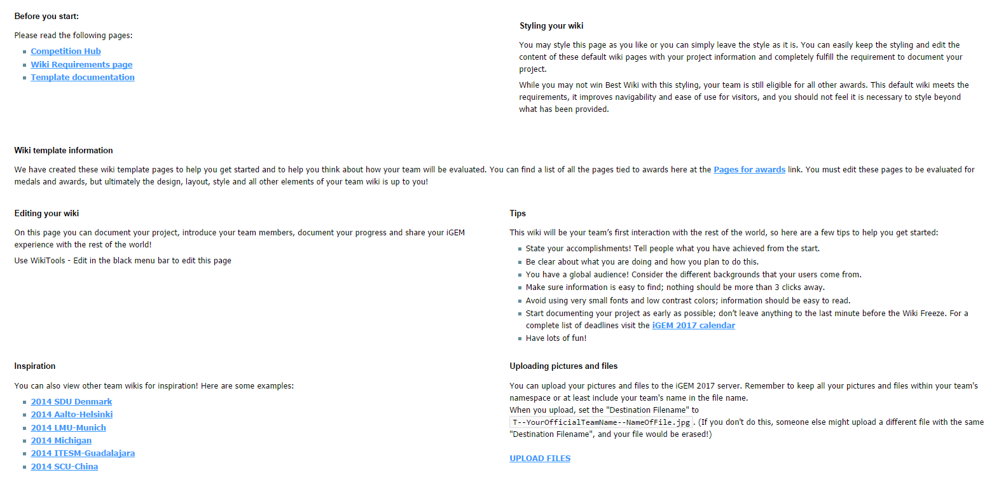 Before you start:
Please read the following pages:
Competition Hub
Wiki Requirements page
Template documentation
Styling your wiki
You may style this page as you like or you can simply leave the style as it is. You can easily keep the styling and edit the
content of these default wiki pages with your project information and completely fulfill the requirement to document your
project.
While you may not win Best Wiki with this styling, your team is still eligible for all other awards. This default wiki meets the
requirements, it improves navigability and ease of use for visitors, and you should not feel it is necessary to style beyond
what has been provided.
Wiki template information
We have created these wiki template pages to help you get started and to help you think about how your team will be evaluated. You can find a list of all the pages tied to awards here at the Pages for awards link. You must edit these pages to be evaluated for
medals and awards, but ultimately the design, layout, style and all other elements of your team wiki is up to you!
Editing your wiki
On this page you can document your project, introduce your team members, document your progress and share your iGEM
experience with the rest of the world!
Use WikiTools - Edit in the black menu bar to edit this page
Tips
This wiki will be your team’s first interaction with the rest of the world, so here are a few tips to help you get started:
State your accomplishments! Tell people what you have achieved from the start.
Be clear about what you are doing and how you plan to do this.
You have a global audience! Consider the different backgrounds that your users come from.
Make sure information is easy to find; nothing should be more than 3 clicks away.
Avoid using very small fonts and low contrast colors; information should be easy to read.
Start documenting your project as early as possible; don’t leave anything to the last minute before the Wiki Freeze. For a
complete list of deadlines visit the iGEM 2017 calendar
Have lots of fun!
Inspiration
You can also view other team wikis for inspiration! Here are some examples:
2014 SDU Denmark
2014 Aalto-Helsinki
2014 LMU-Munich
2014 Michigan
2014 ITESM-Guadalajara
2014 SCU-China
Uploading pictures and files
You can upload your pictures and files to the iGEM 2017 server. Remember to keep all your pictures and files within your team's
namespace or at least include your team's name in the file name.
When you upload, set the "Destination Filename" to
T--YourOfficialTeamName--NameOfFile.jpg. (If you don't do this, someone else might upload a different file with the same
"Destination Filename", and your file would be erased!)
UPLOAD FILES